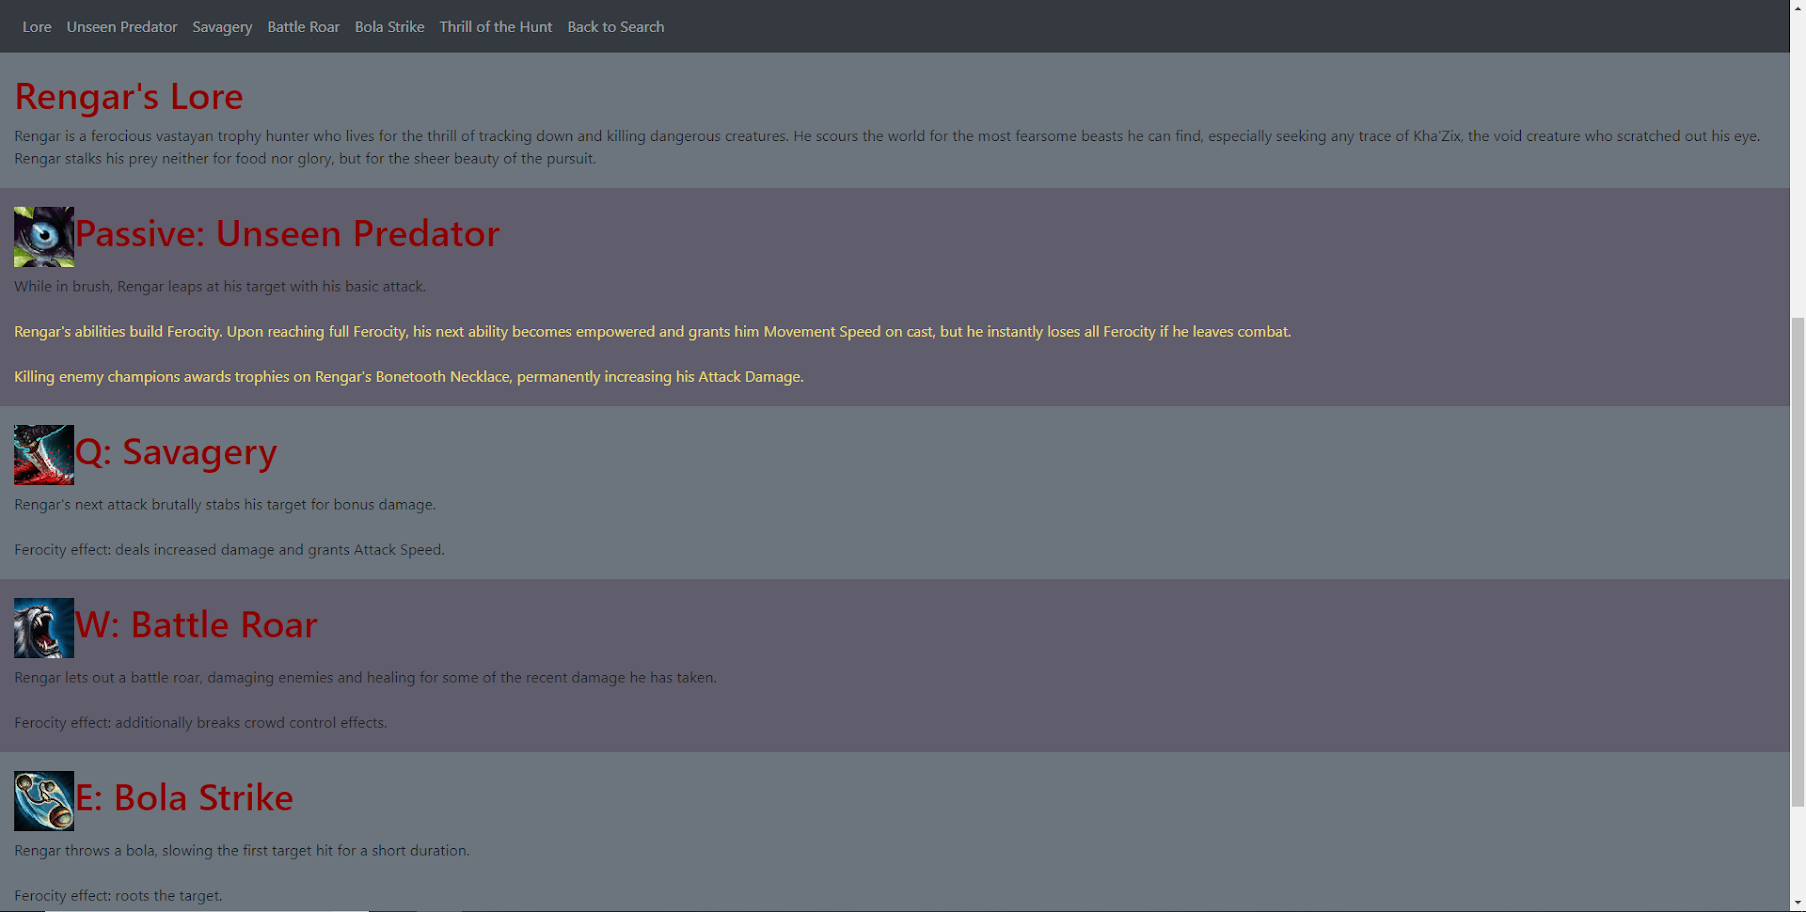 Lore Unseen Predator Savagery Battle Roar Bola Strike Thrill of the Hunt Back to Search
Rengar's Lore
Rengar is a ferocious vastayan trophy hunter who lives for the thrill of tracking down and killing dangerous creatures. He scours the world for the most fearsome beasts he can find, especially seeking any trace of Kha'Zix, the void creature who scratched out his eye.
Rengar stalks his prey neither for food nor glory, but for the sheer beauty of the pursuit.
Passive: Unseen Predator
While in brush, Rengar leaps at his target with his basic attack.
Rengar's abilities build Ferocity. Upon reaching full Ferocity, his next ability becomes empowered and grants him Movement Speed on cast, but he instantly loses all Ferocity if he leaves combat.
Killing enemy champions awards trophies on Rengar's Bonetooth Necklace, permanently increasing his Attack Damage.
Q: Savagery
Rengar's next attack brutally stabs his target for bonus damage.
Ferocity effect: deals increased damage and grants Attack Speed.
W: Battle Roar
Rengar lets out a battle roar, damaging enemies and healing for some of the recent damage he has taken.
Ferocity effect: additionally breaks crowd control effects.
E: Bola Strike
Rengar throws a bola, slowing the first target hit for a short duration.
Ferocity effect: roots the target.